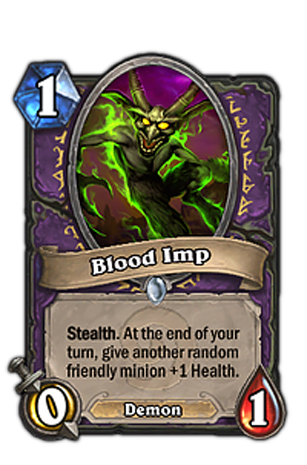 1
Blood Imp
Stealth. At the end of your
turn, give another random
friendly minion +1 Health.
0
Demon
1